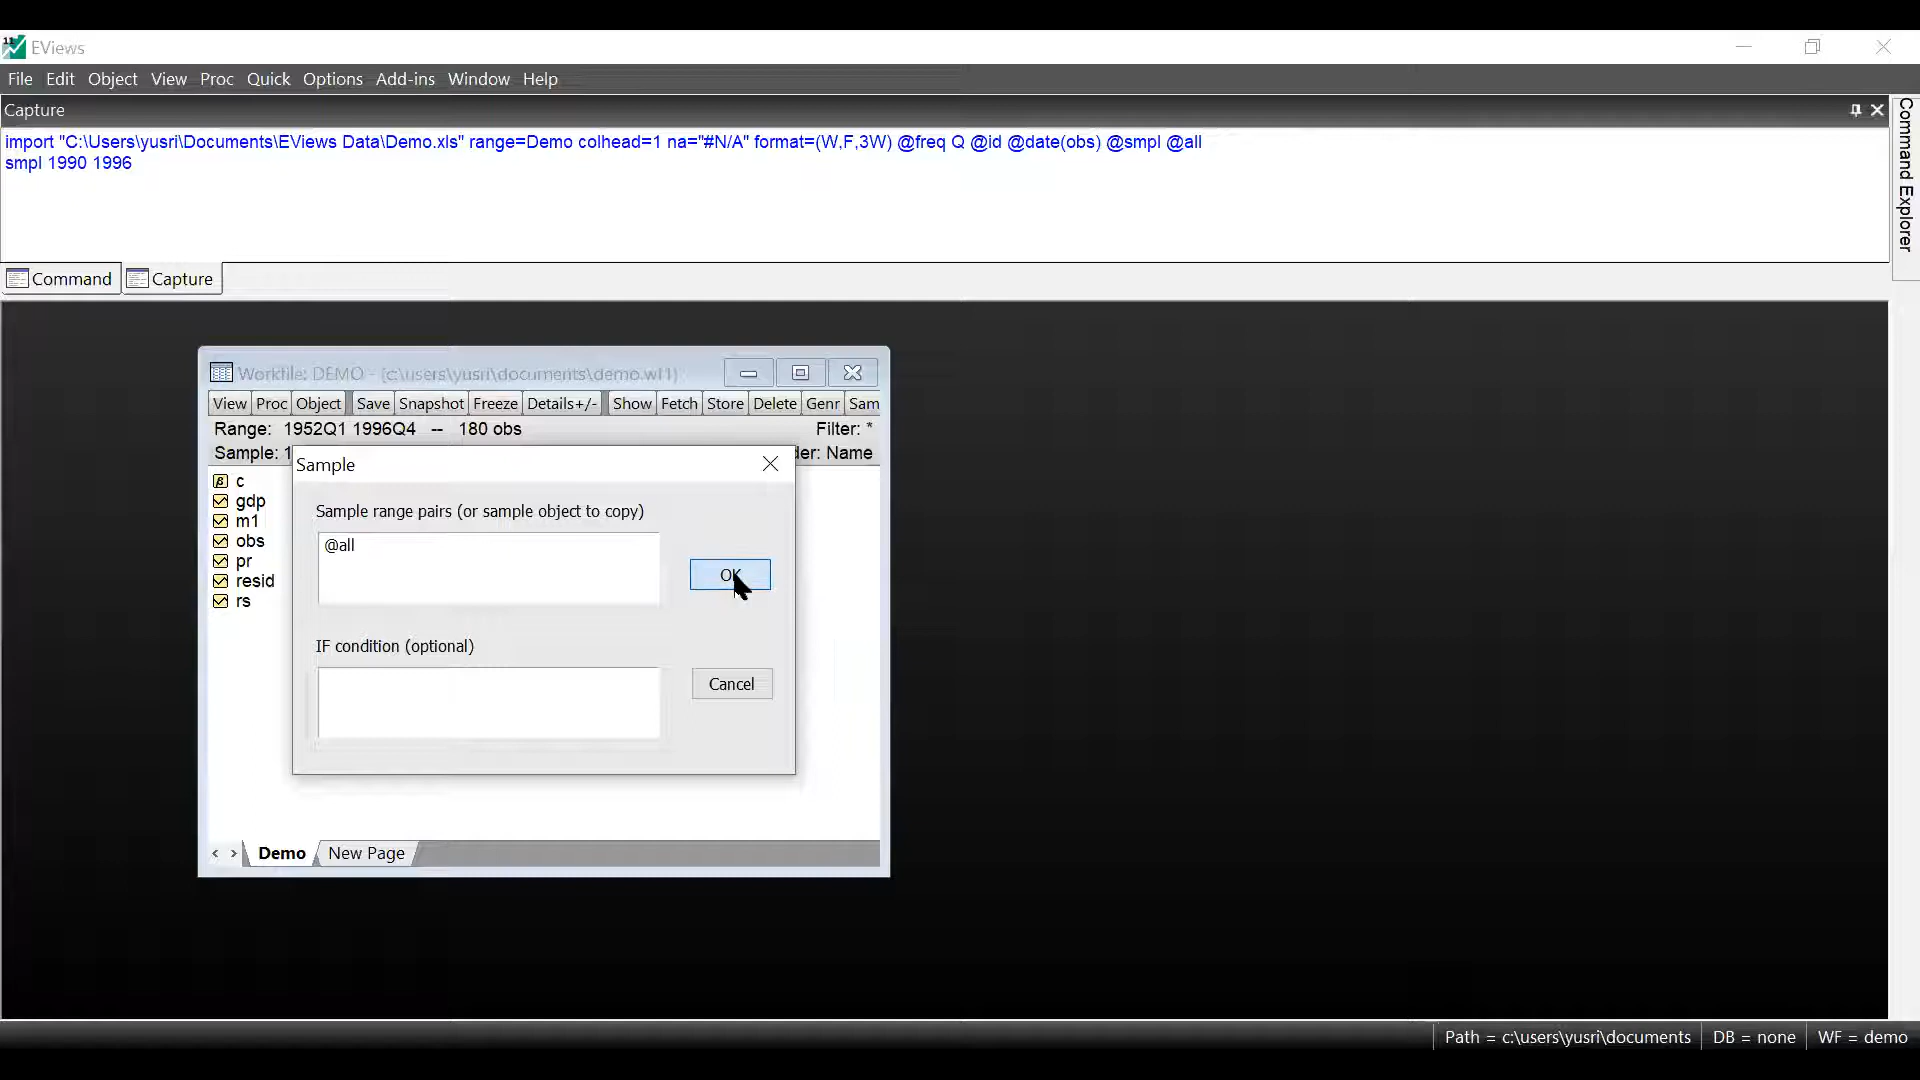 EViews
File Edit Object View Proc Quick Options Add-ins Window Help
Capture
import "C:\Users\yusri\Documents\EViews Data\Demo.xls" range=Demo colhead=1 na="#N/A" format=(W,F,3W) @freq Q @id @date(obs) @smpl @all
smpl 1990 1996
Command Explorer
Command Capture
Workfile: DEMO - (c:\users\yusri\documents\demo.wf1)
View Proc Object Save Snapshot Freeze Details+/- Show Fetch Store Delete Genr Sam
Range: 1952Q1 1996Q4 -- 180 obs Filter: *
Sample: 1 der: Name
c
gdp
m1
obs
pr
resid
rs
Sample
Sample range pairs (or sample object to copy)
@all
OK
IF condition (optional)
Cancel
< > Demo New Page
Path = c:\users\yusri\documents DB = none WF = demo